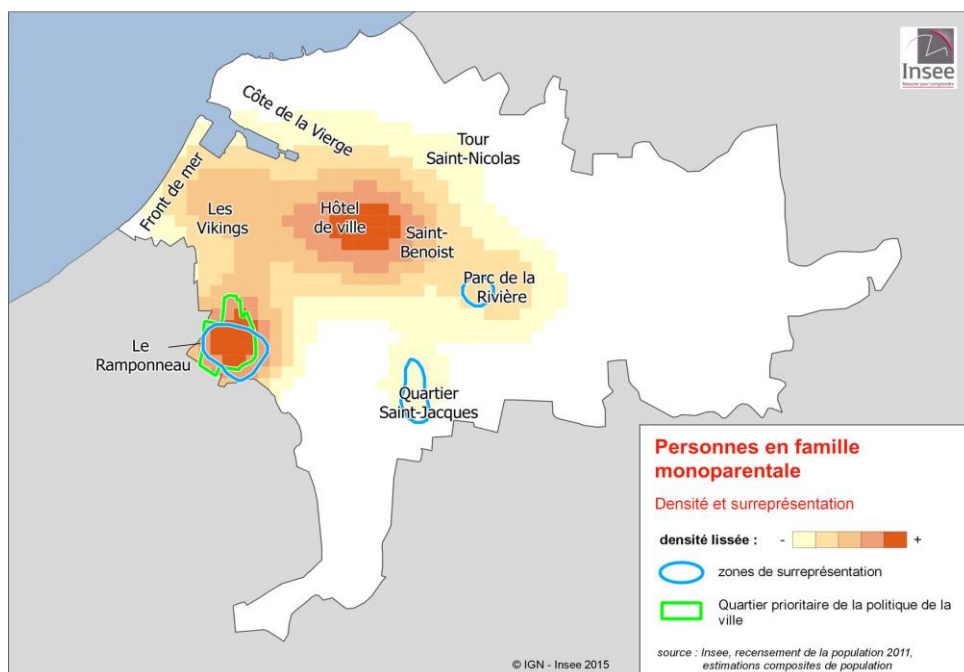 Insee
Mesurer pour comprendre
Côte de la Vierge
Tour
Saint-Nicolas
Front de mer
Les
Vikings
Hôtel
de ville
Saint-
Benoist
Parc de la
Rivière
Le
Ramponneau
Quartier
Saint-Jacques
Personnes en famille
monoparentale
Densité et surreprésentation
densité lissée : - +
zones de surreprésentation
Quartier prioritaire de la politique de la
ville
source : Insee, recensement de la population 2011,
estimations composites de population
© IGN - Insee 2015